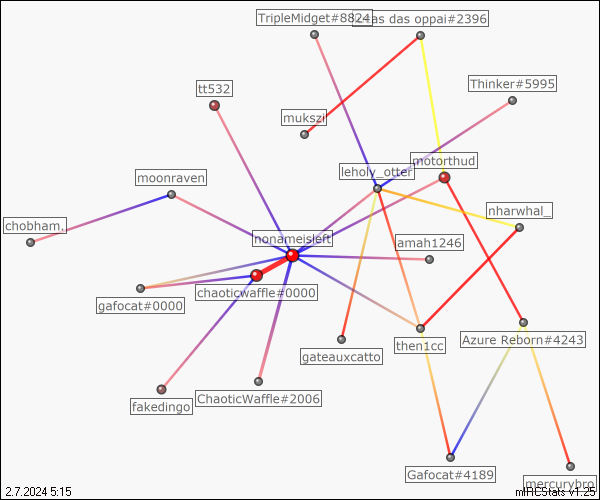 TripleMidget#8824
das oppai#2396
Thinker#5995
tt532
mukszi
motorthud
leholy_otter
moonraven
nharwhal_
chobham.
nonameisleft
amah1246
chaoticwaffle#0000
gafocat#0000
Azure Reborn#4243
then1cc
gateauxcatto
ChaoticWaffle#2006
fakedingo
Gafocat#4189
mercurybro
2.7.2024 5:15
mIRCStats v1.25